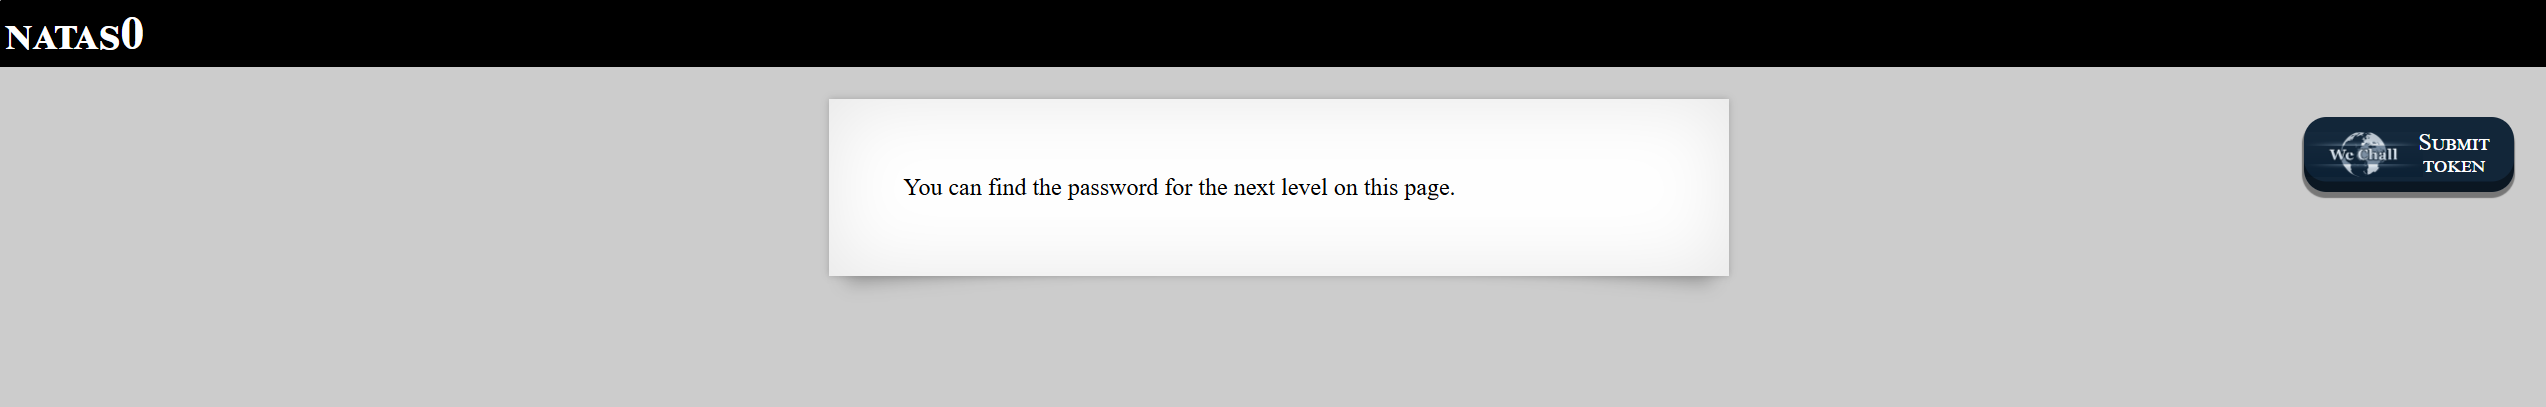 NATAS0
You can find the password for the next level on this page.
We Chall
SUBMIT
TOKEN